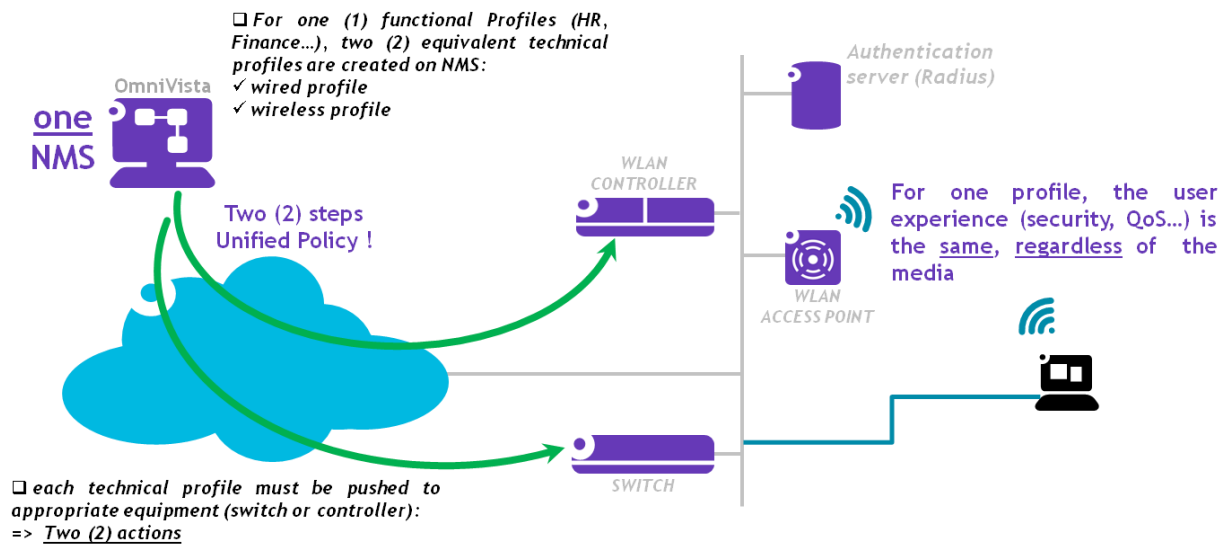 ❑ For one (1) functional Profiles (HR,
Finance…), two (2) equivalent technical
profiles are created on NMS:
✓ wired profile
✓ wireless profile
OmniVista
one
NMS
Two (2) steps
Unified Policy !
WLAN
CONTROLLER
Authentication
server (Radius)
For one profile, the user
experience (security, QoS…) is
the same, regardless of the
media
WLAN
ACCESS POINT
SWITCH
❑ each technical profile must be pushed to
appropriate equipment (switch or controller):
=> Two (2) actions